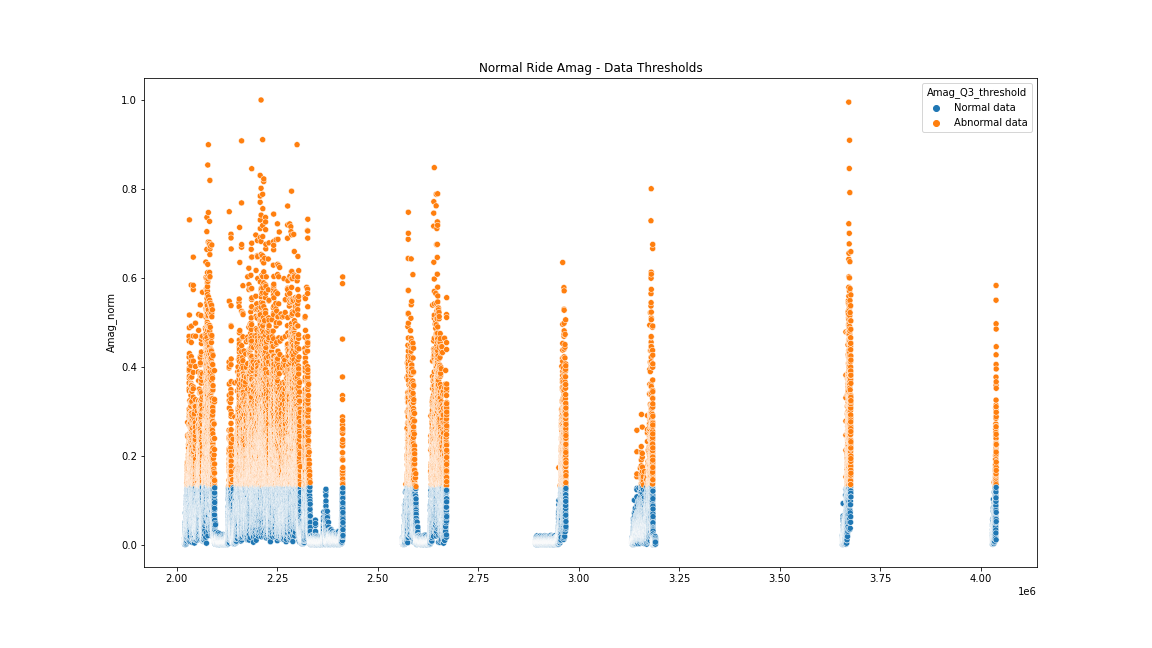 Normal Ride Amag - Data Thresholds
Amag_Q3_threshold
Normal data
Abnormal data
Amag_norm
1.0
0.8
0.6
0.4
0.2
0.0
2.00 2.25 2.50 2.75 3.00 3.25 3.50 3.75 4.00
1e6